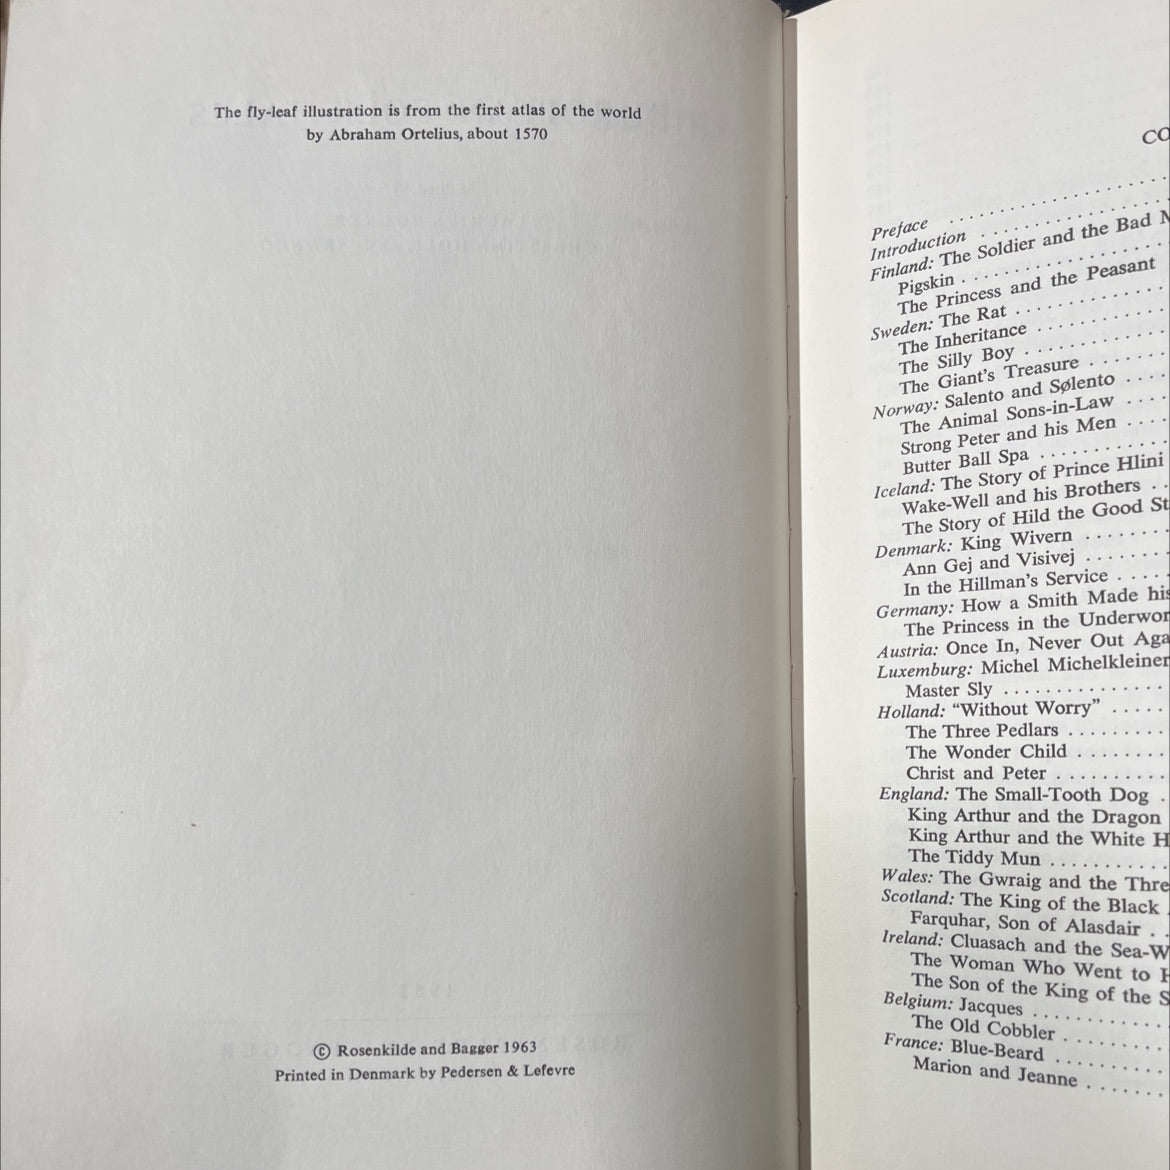 The fly-leaf illustration is from the first atlas of the world
by Abraham Ortelius, about 1570
© Rosenkilde and Bagger 1963
Printed in Denmark by Pedersen & Lefevre
CO
Preface . . . . . . . . . . . . . . . . .
Introduction . . . . . . . . . . . . . .
Finland: The Soldier and the Bad
Pigskin . . . . . . . . . . . . . . . .
The Princess and the Peasant
Sweden: The Rat . . . . . . . . . . . .
The Inheritance . . . . . . . . . .
The Silly Boy . . . . . . . . . . .
The Giant's Treasure . . . . . .
Norway: Salento and Sølento . . . .
The Animal Sons-in-Law . . . .
Strong Peter and his Men . . . .
Butter Ball Spa . . . . . . . . . .
Iceland: The Story of Prince Hlini
Wake-Well and his Brothers . .
The Story of Hild the Good St
Denmark: King Wivern . . . . . . . .
Ann Gej and Visivej . . . . . . . .
In the Hillman's Service . . . . .
Germany: How a Smith Made his
The Princess in the Underwor
Austria: Once In, Never Out Aga
Luxemburg: Michel Michelkleiner
Master Sly . . . . . . . . . . . . . . .
Holland: “Without Worry” . . . . .
The Three Pedlars . . . . . . . . .
The Wonder Child . . . . . . . .
Christ and Peter . . . . . . . . . .
England: The Small-Tooth Dog .
King Arthur and the Dragon
King Arthur and the White H
The Tiddy Mun . . . . . . . . . . .
Wales: The Gwraig and the Thre
Scotland: The King of the Black
Farquhar, Son of Alasdair . .
Ireland: Cluasach and the Sea-W
The Woman Who Went to H
The Son of the King of the S
Belgium: Jacques . . . . . . . . . . . .
The Old Cobbler . . . . . . . . . .
France: Blue-Beard . . . . . . . . . .
Marion and Jeanne . . . . . . .